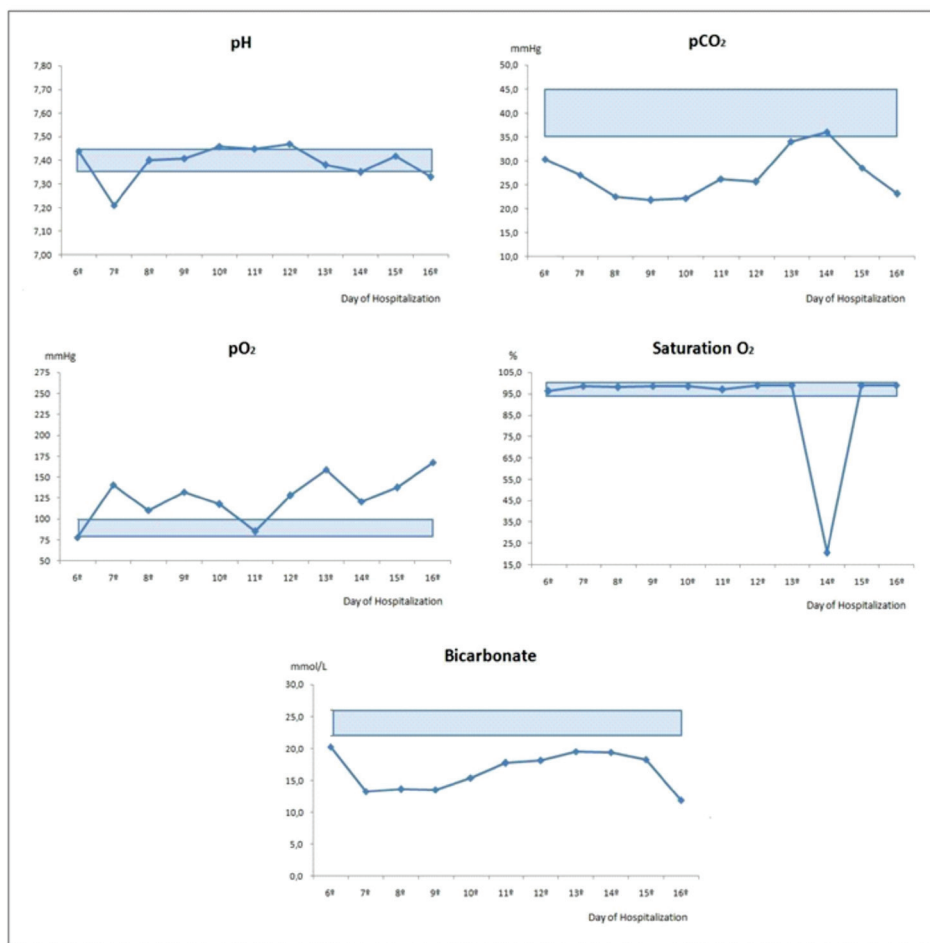 pH
7,80
7,70
7,60
7,50
7,40
7,30
7,20
7,10
7,00
6º 7º 8º 9º 10º 11º 12º 13º 14º 15º 16º
Day of Hospitalization
pCO₂
mmHg
50,0
45,0
40,0
35,0
30,0
25,0
20,0
15,0
10,0
6º 7º 8º 9º 10º 11º 12º 13º 14º 15º 16º
Day of Hospitalization
pO₂
mmHg
275
250
225
200
175
150
125
100
75
50
6º 7º 8º 9º 10º 11º 12º 13º 14º 15º 16º
Day of Hospitalization
Saturation O₂
%
105,0
95,0
85,0
75,0
65,0
55,0
45,0
35,0
25,0
15,0
6º 7º 8º 9º 10º 11º 12º 13º 14º 15º 16º
Day of Hospitalization
Bicarbonate
mmol/L
30,0
25,0
20,0
15,0
10,0
5,0
0,0
6º 7º 8º 9º 10º 11º 12º 13º 14º 15º 16º
Day of Hospitalization